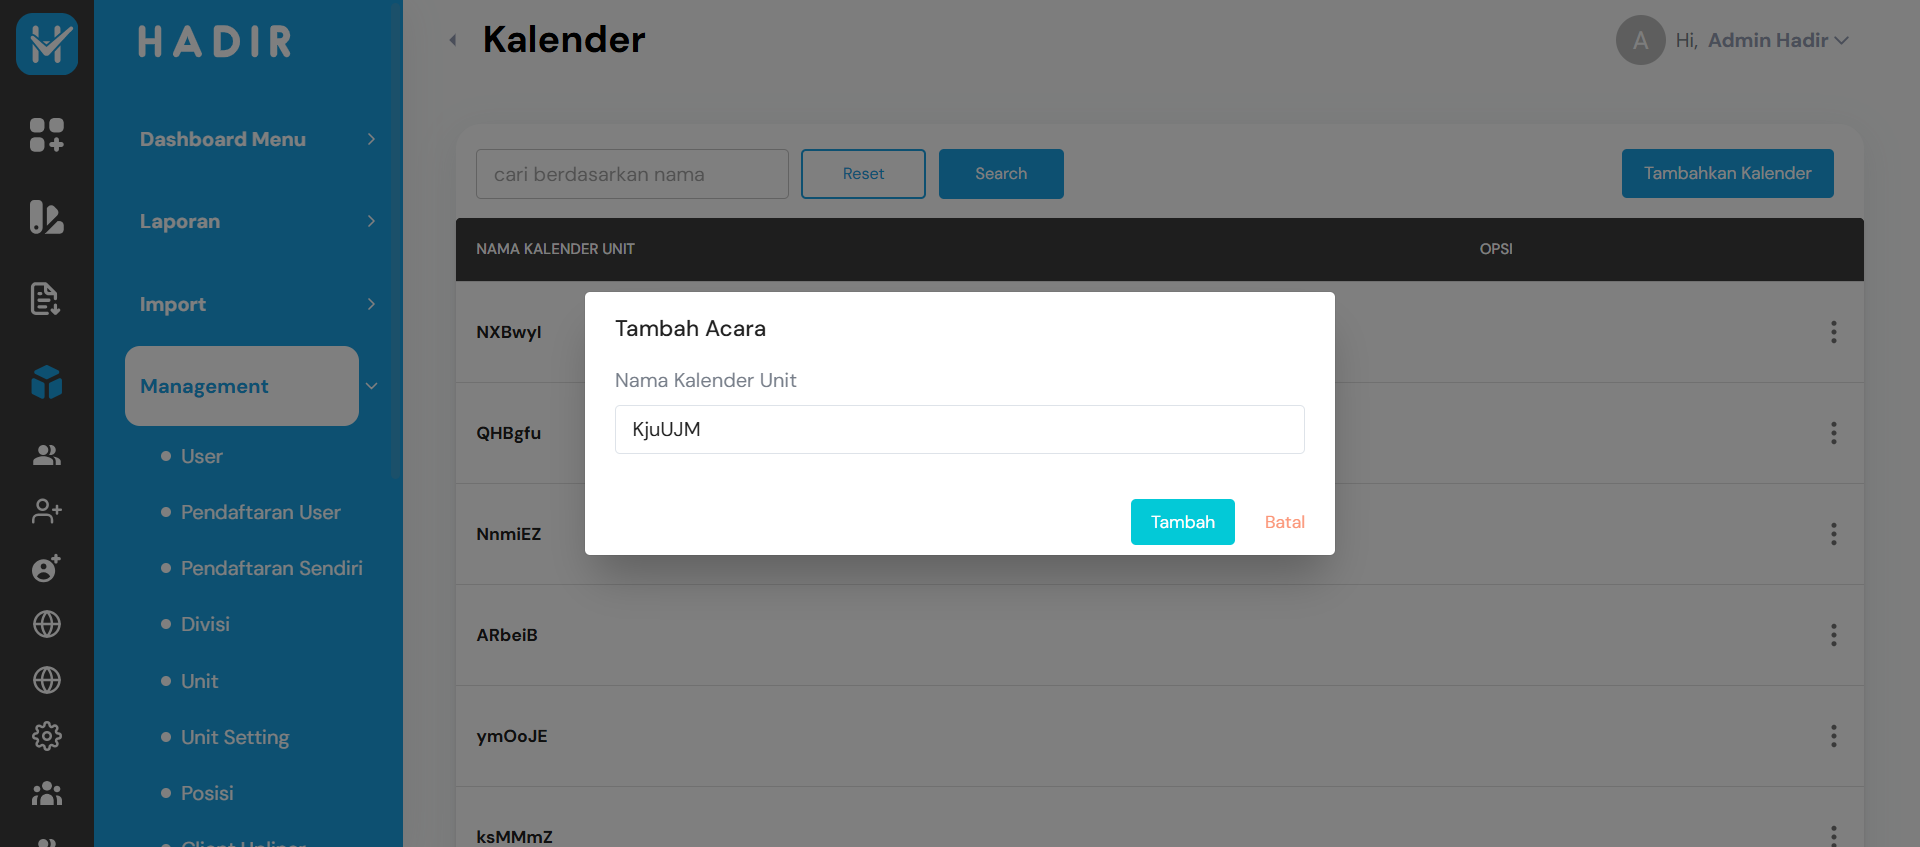 HADIR
Kalender
A
Hi, Admin Hadir
Dashboard Menu
Laporan
Import
Management
User
Pendaftaran User
Pendaftaran Sendiri
Divisi
Unit
Unit Setting
Posisi
cari berdasarkan nama
Reset
Search
Tambahkan Kalender
NAMA KALENDER UNIT
OPSI
NXBwyI
QHBgfu
NnmiEZ
ARbeiB
ymOoJE
ksMMmZ
Tambah Acara
Nama Kalender Unit
KjuUJM
Tambah
Batal